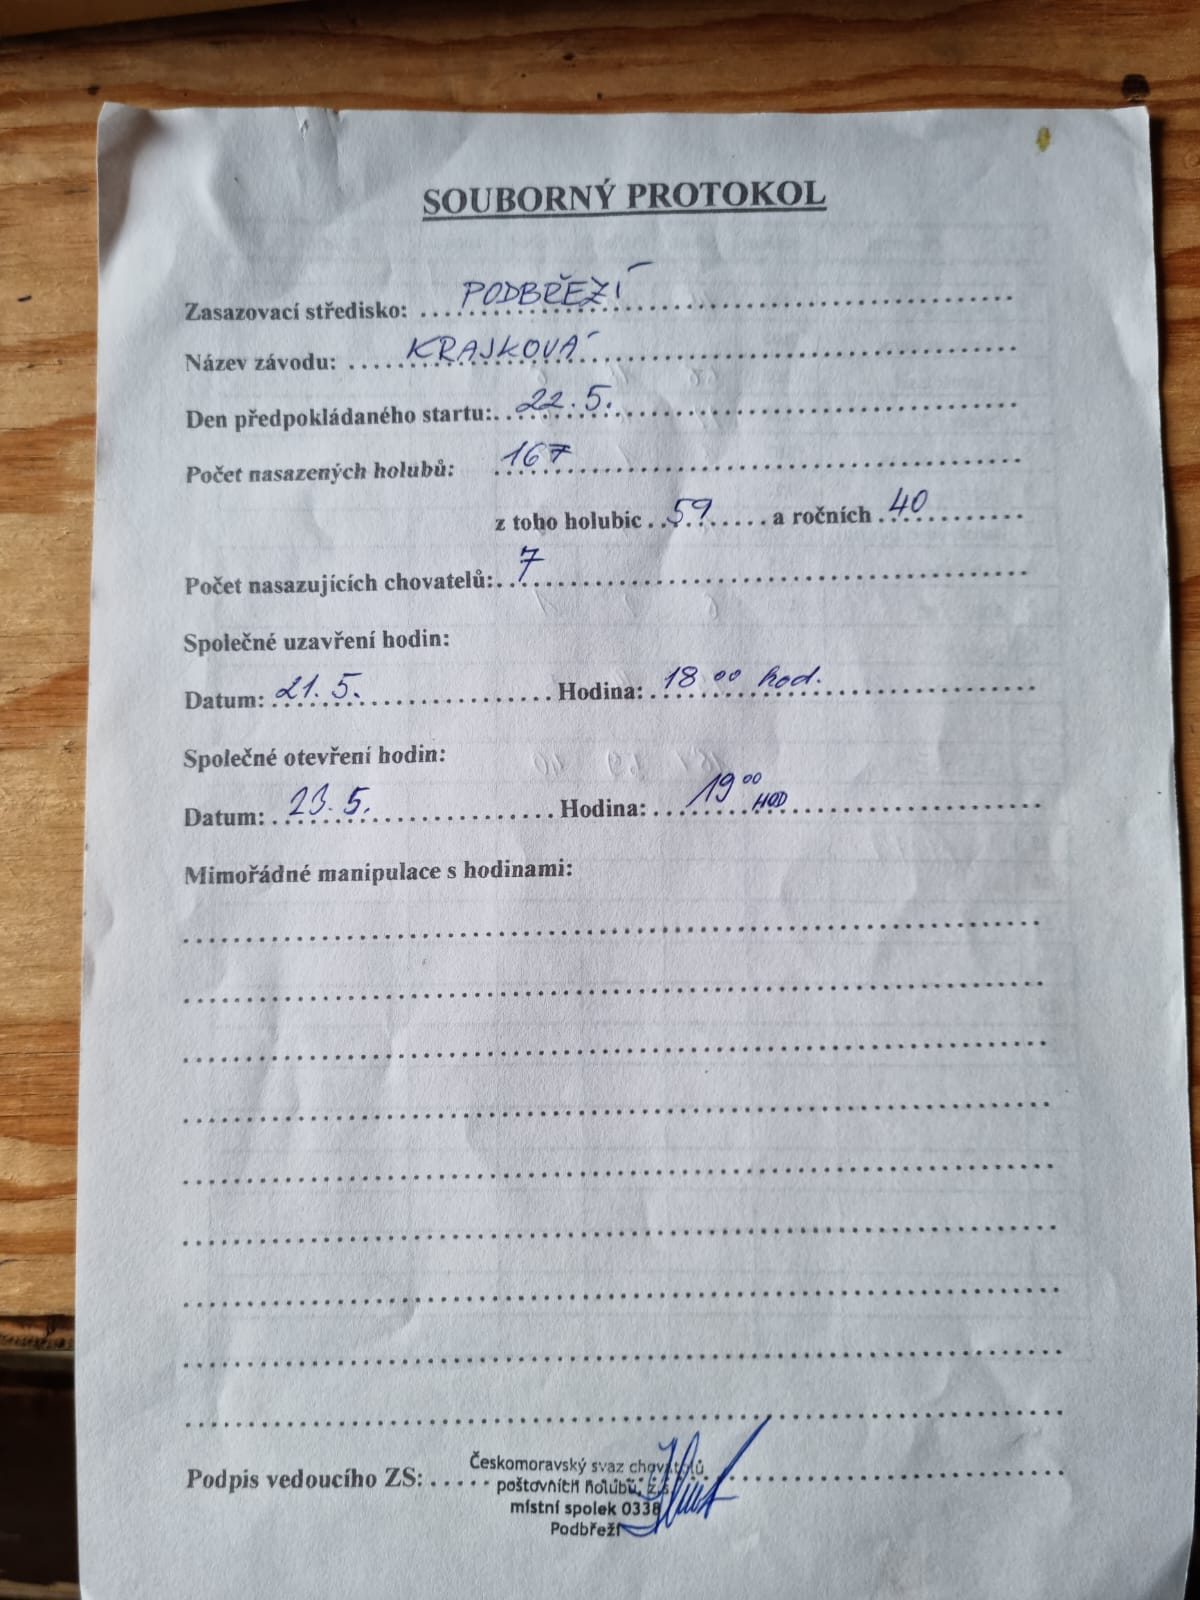 SOUBORNÝ PROTOKOL
Zasazovací středisko: PODBŘEZÍ
Název závodu: KRAJKOVÁ
Den předpokládaného startu: 22.5.
Počet nasazených holubů: 167
z toho holubic 59 a ročních 40
Počet nasazujících chovatelů: 7
Společné uzavření hodin:
Datum: 21.5. Hodina: 18 00 hod.
Společné otevření hodin:
Datum: 23.5. Hodina: 19 00 HOD
Mimořádné manipulace s hodinami:
Podpis vedoucího ZS:
Českomoravský svaz chovatelů
poštovních holubů, z.s.
místní spolek 0338
Podbřeží